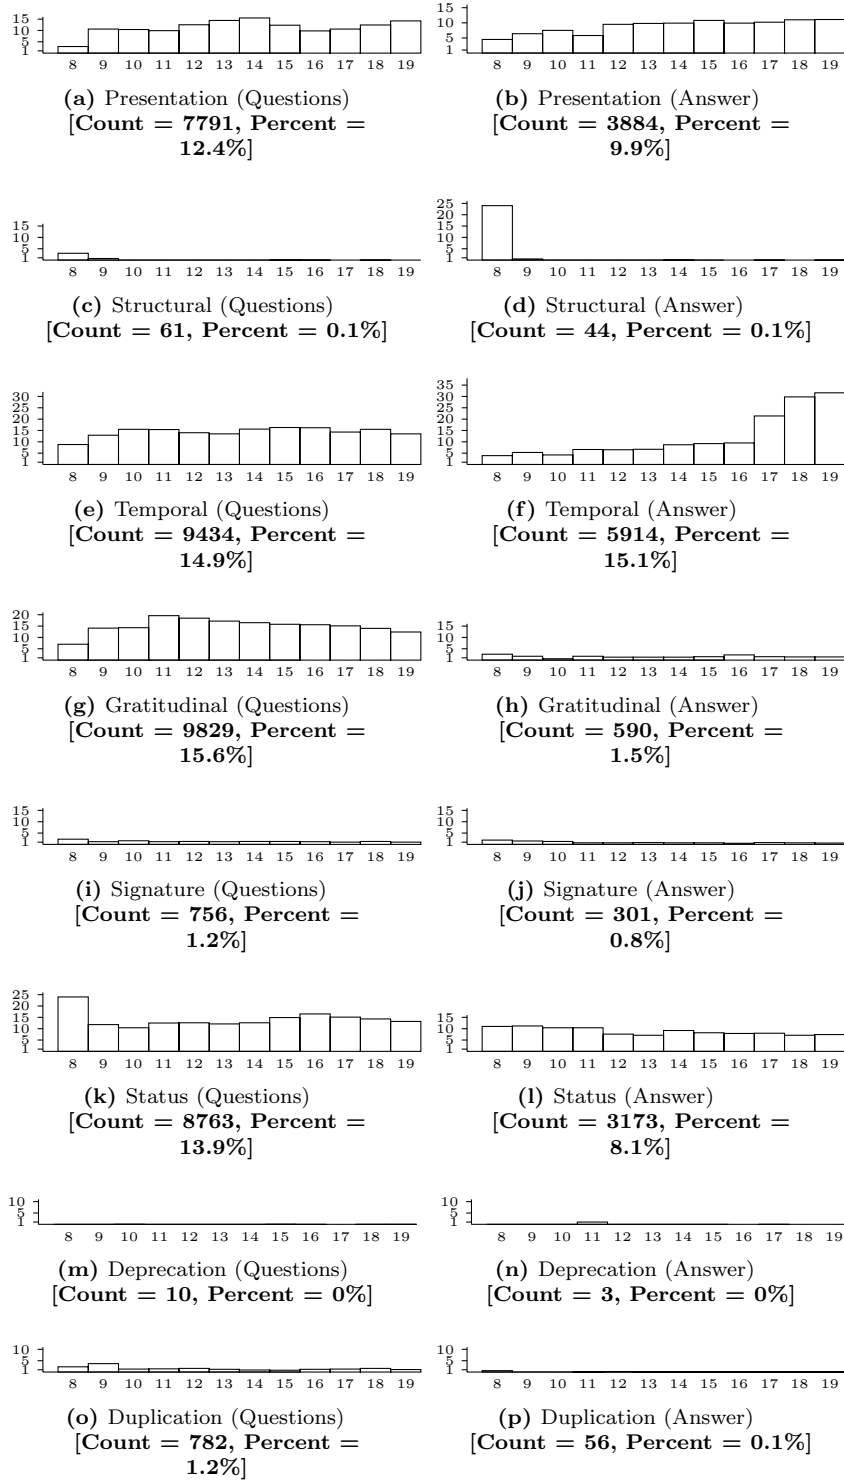 15
10
5
1
8 9 10 11 12 13 14 15 16 17 18 19
(a) Presentation (Questions)
[Count = 7791, Percent =
12.4%]
15
10
5
1
8 9 10 11 12 13 14 15 16 17 18 19
(b) Presentation (Answer)
[Count = 3884, Percent =
9.9%]
15
10
5
1
8 9 10 11 12 13 14 15 16 17 18 19
(c) Structural (Questions)
[Count = 61, Percent = 0.1%]
25
20
15
10
5
1
8 9 10 11 12 13 14 15 16 17 18 19
(d) Structural (Answer)
[Count = 44, Percent = 0.1%]
30
25
20
15
10
5
1
8 9 10 11 12 13 14 15 16 17 18 19
(e) Temporal (Questions)
[Count = 9434, Percent =
14.9%]
35
30
25
20
15
10
5
1
8 9 10 11 12 13 14 15 16 17 18 19
(f) Temporal (Answer)
[Count = 5914, Percent =
15.1%]
20
15
10
5
1
8 9 10 11 12 13 14 15 16 17 18 19
(g) Gratitudinal (Questions)
[Count = 9829, Percent =
15.6%]
15
10
5
1
8 9 10 11 12 13 14 15 16 17 18 19
(h) Gratitudinal (Answer)
[Count = 590, Percent =
1.5%]
15
10
5
1
8 9 10 11 12 13 14 15 16 17 18 19
(i) Signature (Questions)
[Count = 756, Percent =
1.2%]
15
10
5
1
8 9 10 11 12 13 14 15 16 17 18 19
(j) Signature (Answer)
[Count = 301, Percent =
0.8%]
25
20
15
10
5
1
8 9 10 11 12 13 14 15 16 17 18 19
(k) Status (Questions)
[Count = 8763, Percent =
13.9%]
15
10
5
1
8 9 10 11 12 13 14 15 16 17 18 19
(l) Status (Answer)
[Count = 3173, Percent =
8.1%]
10
5
1
8 9 10 11 12 13 14 15 16 17 18 19
(m) Deprecation (Questions)
[Count = 10, Percent = 0%]
10
5
1
8 9 10 11 12 13 14 15 16 17 18 19
(n) Deprecation (Answer)
[Count = 3, Percent = 0%]
10
5
1
8 9 10 11 12 13 14 15 16 17 18 19
(o) Duplication (Questions)
[Count = 782, Percent =
1.2%]
10
5
1
8 9 10 11 12 13 14 15 16 17 18 19
(p) Duplication (Answer)
[Count = 56, Percent = 0.1%]